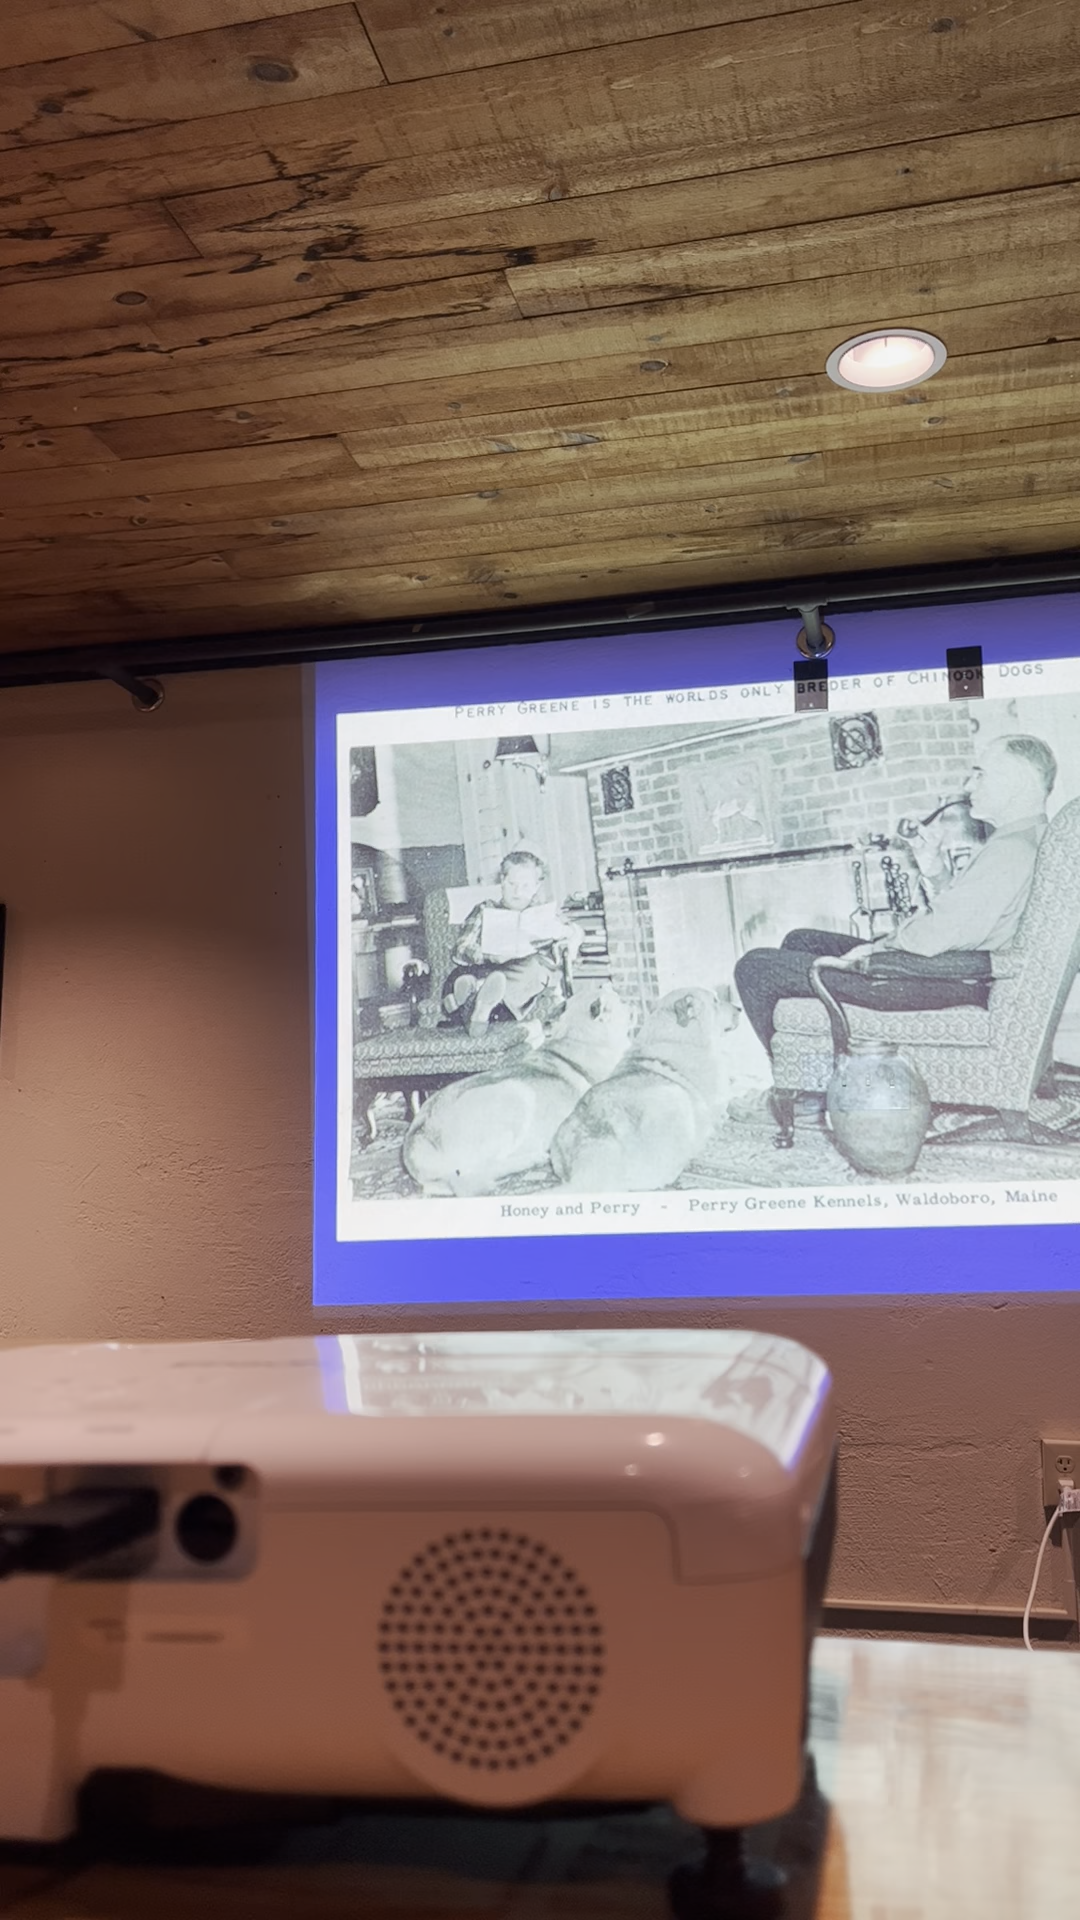 PERRY GREENE IS THE WORLDS ONLY BREDER OF CHINOOK DOGS
Honey and Perry - Perry Greene Kennels, Waldoboro, Maine